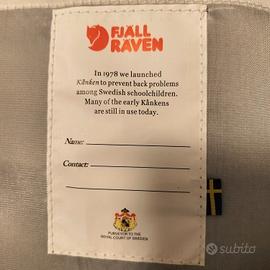 FJÄLL
RÄVEN
In 1978 we launched
Kånken to prevent back problems
among Swedish schoolchildren.
Many of the early Kånkens
are still in use today.
Name:
Contact:
PURVEYOR TO THE
ROYAL COURT OF SWEDEN
subito